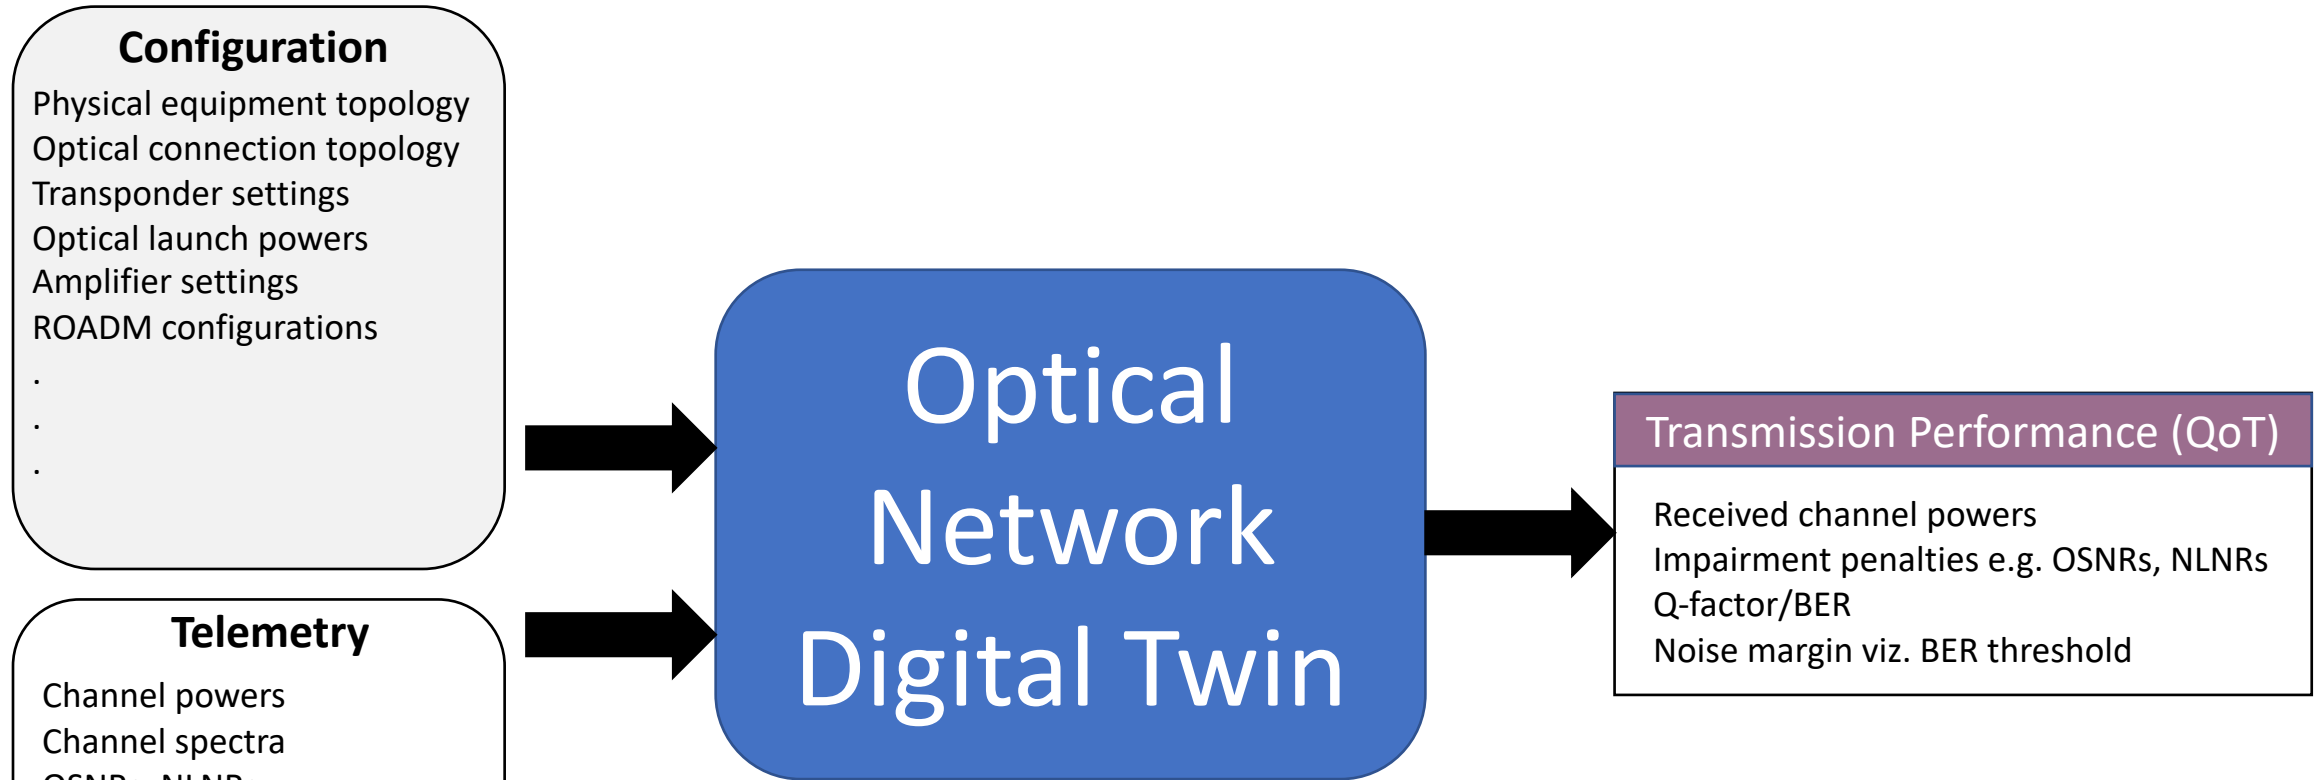 Configuration
Physical equipment topology
Optical connection topology
Transponder settings
Optical launch powers
Amplifier settings
ROADM configurations
.
.
.
Telemetry
Channel powers
Channel spectra
Optical
Network
Digital Twin
Transmission Performance (QoT)
Received channel powers
Impairment penalties e.g. OSNRs, NLNRs
Q-factor/BER
Noise margin viz. BER threshold